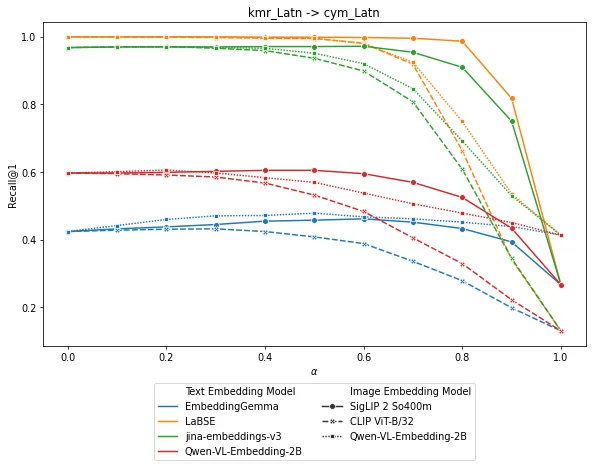 kmr_Latn -> cym_Latn
Recall@1
1.0
0.8
0.6
0.4
0.2
0.0 0.2 0.4 0.6 0.8 1.0
α
Text Embedding Model
EmbeddingGemma
LaBSE
jina-embeddings-v3
Qwen-VL-Embedding-2B
Image Embedding Model
SigLIP 2 So400m
CLIP ViT-B/32
Qwen-VL-Embedding-2B